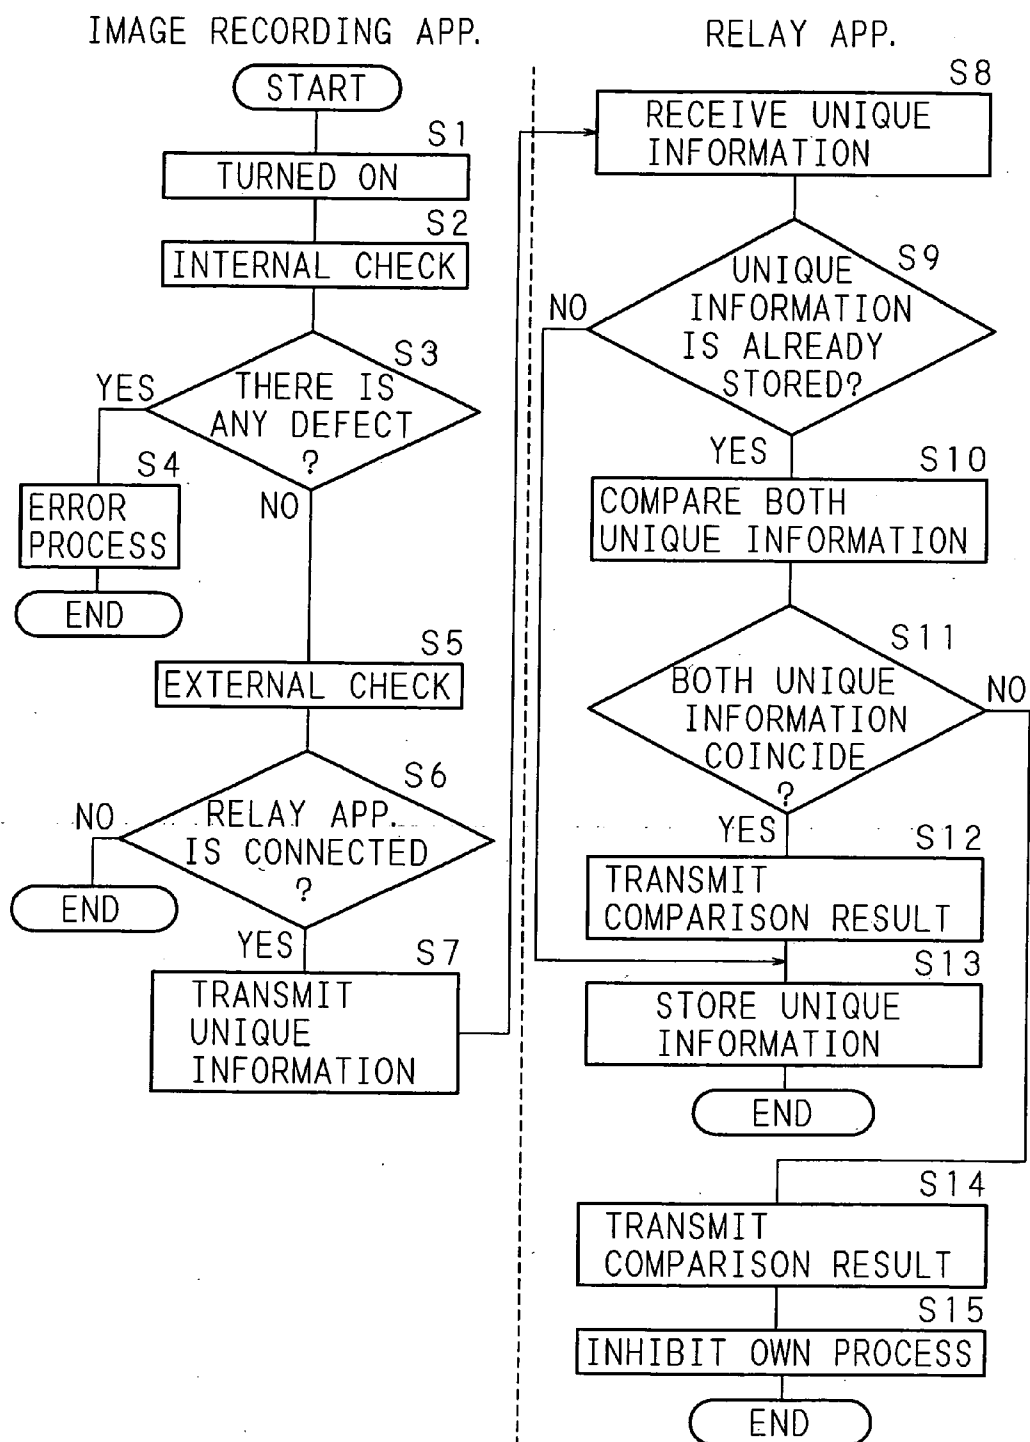 IMAGE RECORDING APP.
START
S1
TURNED ON
S2
INTERNAL CHECK
S3
THERE IS
ANY DEFECT
?
YES
NO
S4
ERROR
PROCESS
END
S5
EXTERNAL CHECK
S6
RELAY APP.
IS CONNECTED
?
NO
END
YES
S7
TRANSMIT
UNIQUE
INFORMATION
RELAY APP.
S8
RECEIVE UNIQUE
INFORMATION
S9
UNIQUE
INFORMATION
IS ALREADY
STORED?
NO
YES
S10
COMPARE BOTH
UNIQUE INFORMATION
S11
BOTH UNIQUE
INFORMATION
COINCIDE
?
NO
YES
S12
TRANSMIT
COMPARISON RESULT
S13
STORE UNIQUE
INFORMATION
END
S14
TRANSMIT
COMPARISON RESULT
S15
INHIBIT OWN PROCESS
END